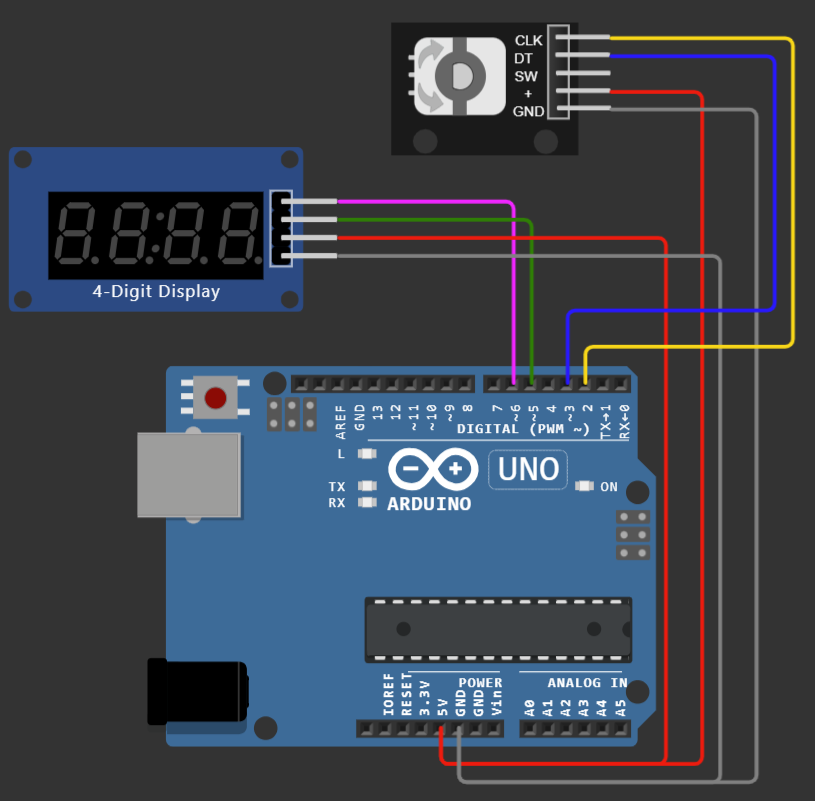 CLK
DT
SW
+
GND
4-Digit Display
AREF
GND
13
12
~11
~10
~9
8
7
~6
~5
4
~3
2
TX→1
RX←0
DIGITAL (PWM ~)
L
TX
RX
ARDUINO
UNO
ON
IOREF
RESET
3.3V
5V
GND
GND
Vin
POWER
ANALOG IN
A0
A1
A2
A3
A4
A5